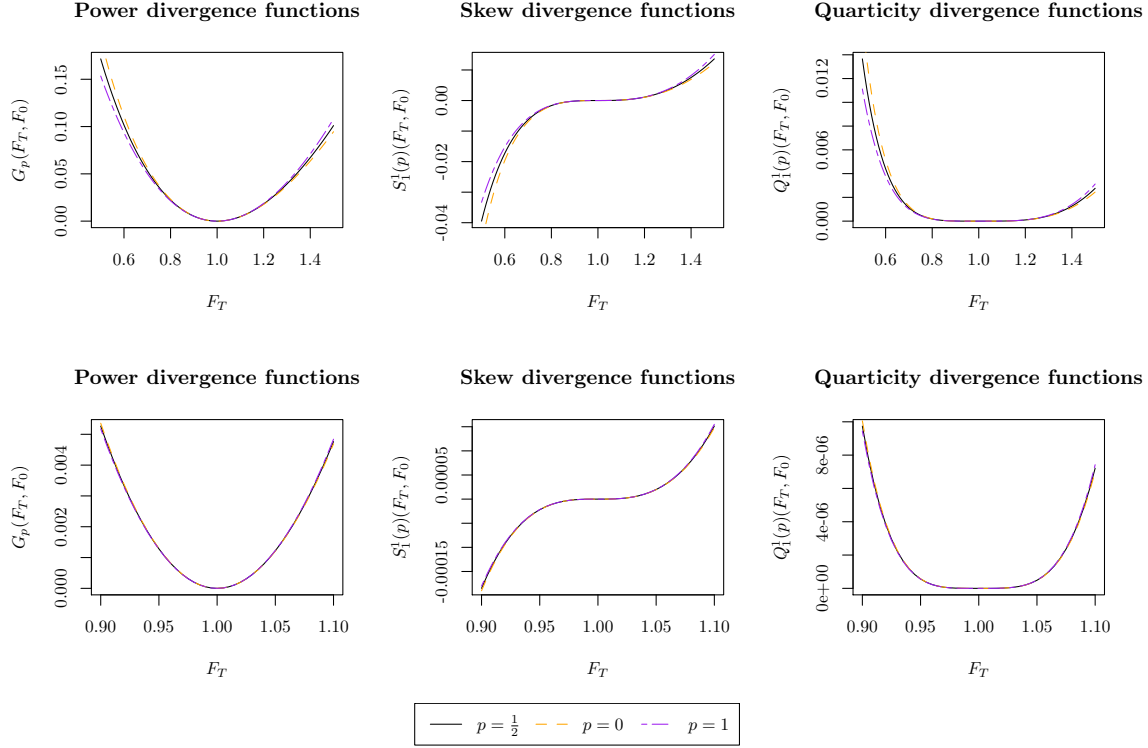 Power divergence functions
Skew divergence functions
Quarticity divergence functions
G_p(F_T, F_0)
0.00 0.05 0.10 0.15
0.6 0.8 1.0 1.2 1.4
F_T
S_1^1(p)(F_T, F_0)
-0.04 -0.02 0.00
0.6 0.8 1.0 1.2 1.4
F_T
Q_1^1(p)(F_T, F_0)
0.000 0.006 0.012
0.6 0.8 1.0 1.2 1.4
F_T
Power divergence functions
Skew divergence functions
Quarticity divergence functions
G_p(F_T, F_0)
0.000 0.002 0.004
0.90 0.95 1.00 1.05 1.10
F_T
S_1^1(p)(F_T, F_0)
-0.00015 0.00005
0.90 0.95 1.00 1.05 1.10
F_T
Q_1^1(p)(F_T, F_0)
0e+00 4e-06 8e-06
0.90 0.95 1.00 1.05 1.10
F_T
p = 1/2 p = 0 p = 1